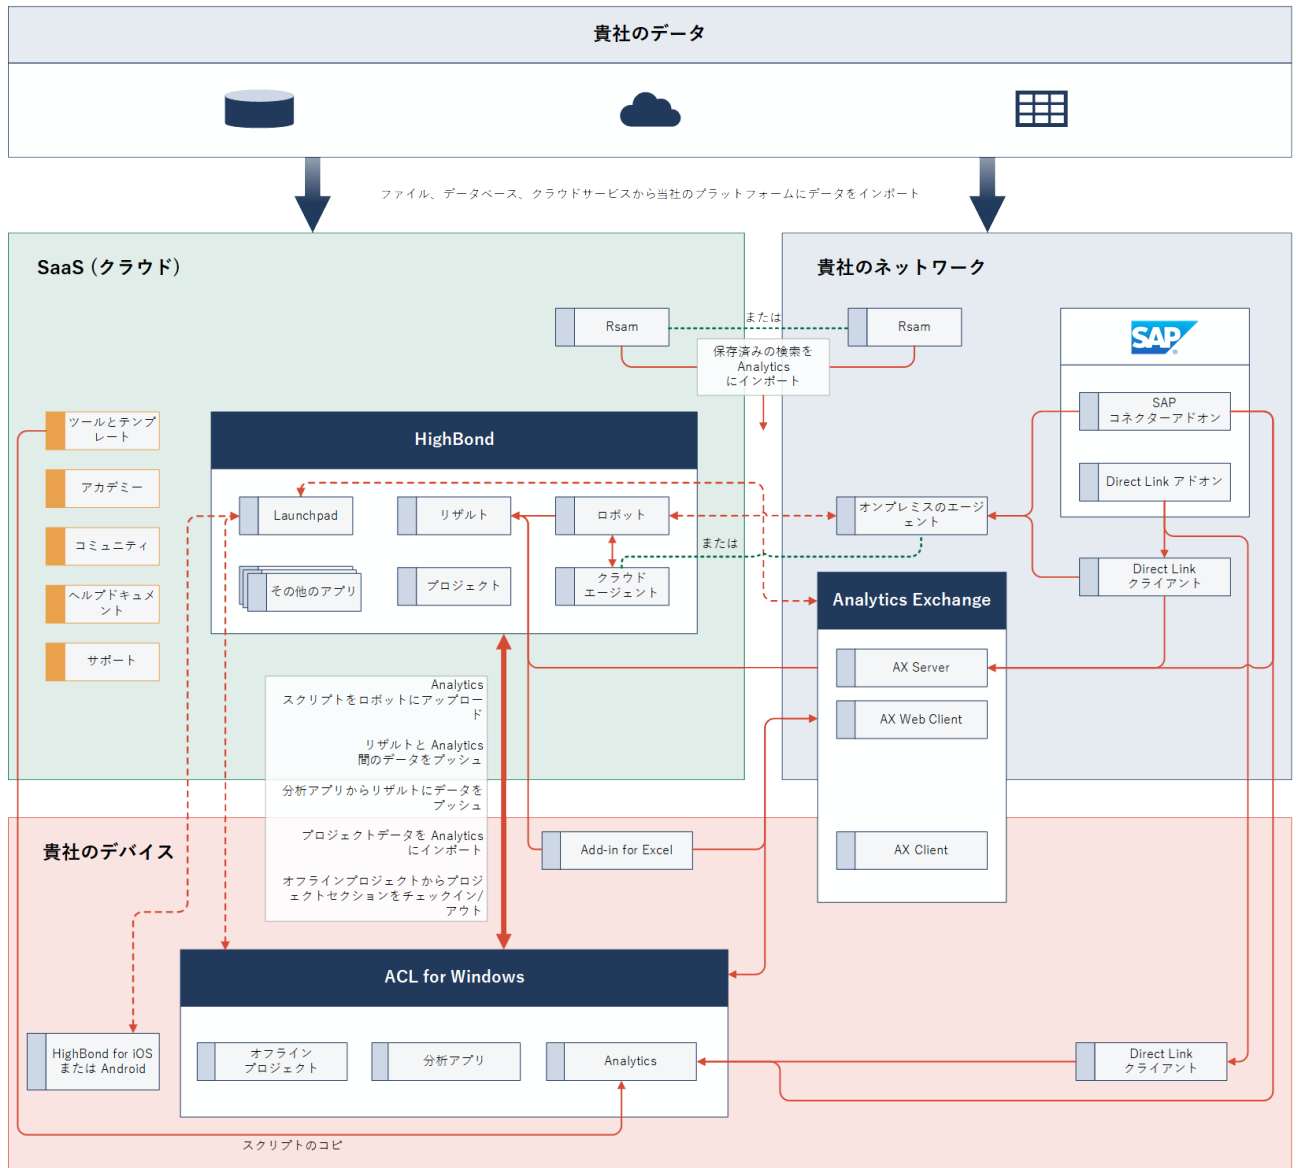 貴社のデータ
ファイル、データベース、クラウドサービスから当社のプラットフォームにデータをインポート
SaaS (クラウド)
貴社のネットワーク
Rsam
または
Rsam
保存済みの検索を
Analytics
にインポート
SAP
SAP
コネクターアドオン
Direct Link アドオン
Direct Link
クライアント
ツールとテンプ
レート
アカデミー
コミュニティ
ヘルプドキュメ
ント
サポート
HighBond
Launchpad
リザルト
ロボット
その他のアプリ
プロジェクト
クラウド
エージェント
または
オンプレミスのエージ
ェント
Analytics Exchange
AX Server
AX Web Client
AX Client
Analytics
スクリプトをロボットにアップロー
ド
リザルトと Analytics
間のデータをプッシュ
分析アプリからリザルトにデータを
プッシュ
プロジェクトデータを Analytics
にインポート
オフラインプロジェクトからプロジ
ェクトセクションをチェックイン/
アウト
貴社のデバイス
Add-in for Excel
ACL for Windows
オフライン
プロジェクト
分析アプリ
Analytics
HighBond for iOS
または Android
Direct Link
クライアント
スクリプトのコピ